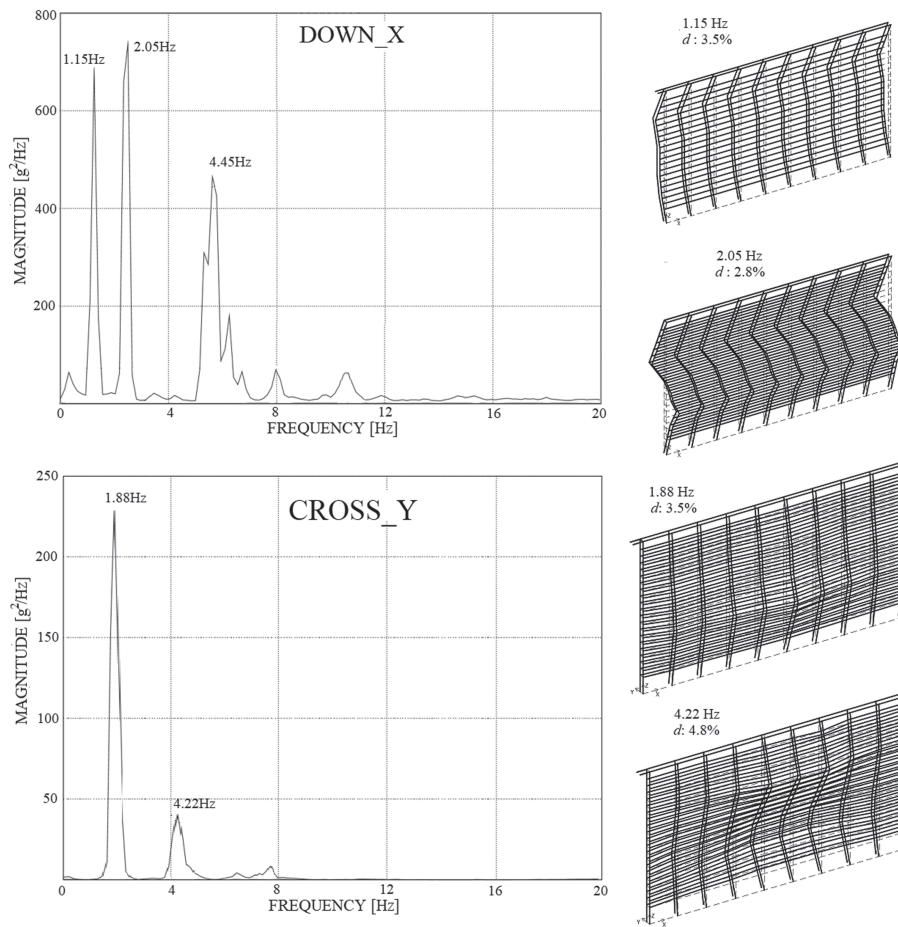 DOWN_X
800
600
400
200
MAGNITUDE [g²/Hz]
1.15Hz
2.05Hz
4.45Hz
0 4 8 12 16 20
FREQUENCY [Hz]
1.15 Hz
d : 3.5%
2.05 Hz
d: 2.8%
CROSS_Y
250
200
150
100
50
MAGNITUDE [g²/Hz]
1.88Hz
4.22Hz
0 4 8 12 16 20
FREQUENCY [Hz]
1.88 Hz
d: 3.5%
4.22 Hz
d: 4.8%